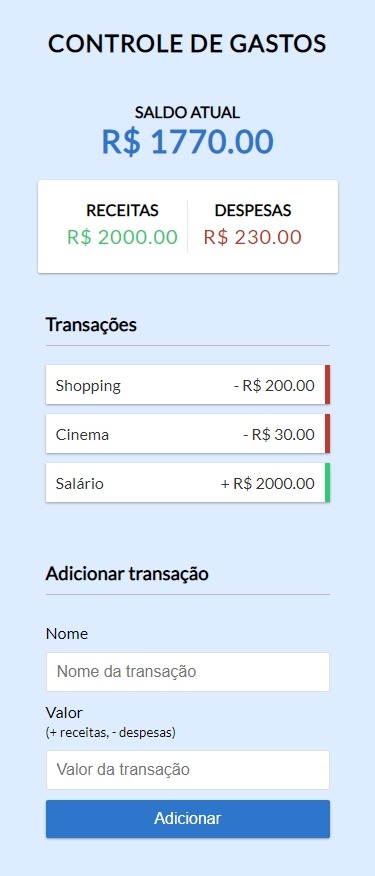 CONTROLE DE GASTOS
SALDO ATUAL
R$ 1770.00
RECEITAS DESPESAS
R$ 2000.00 R$ 230.00
Transações
Shopping - R$ 200.00
Cinema - R$ 30.00
Salário + R$ 2000.00
Adicionar transação
Nome
Nome da transação
Valor
(+ receitas, - despesas)
Valor da transação
Adicionar